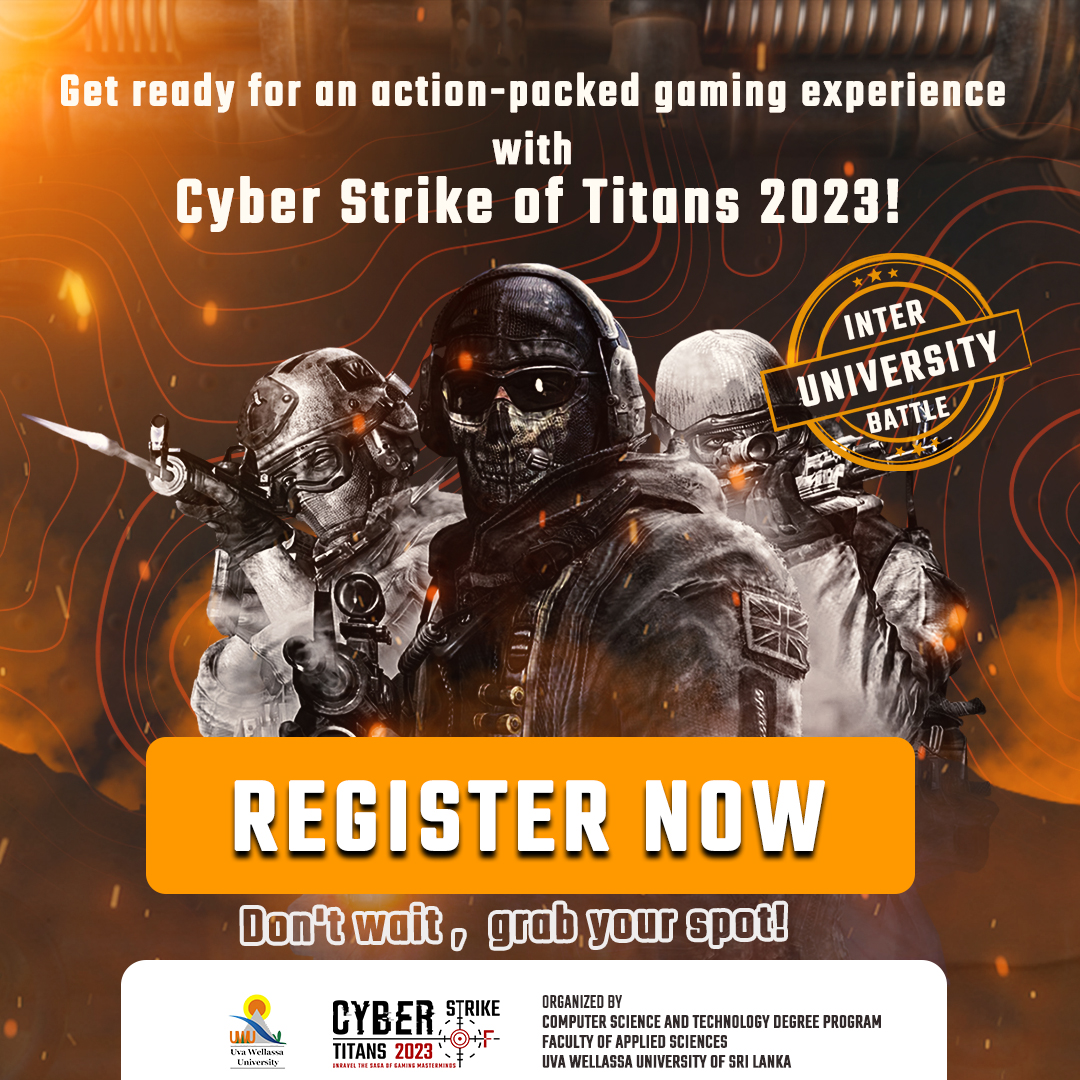 Get ready for an action-packed gaming experience
with
Cyber Strike of Titans 2023!
INTER
UNIVERSITY
BATTLE
REGISTER NOW
Don't wait , grab your spot!
UWU
Uva Wellassa
University
CYBER STRIKE
OF
TITANS 2023
UNRAVEL THE SAGA OF GAMING MASTERMINDS
ORGANIZED BY
COMPUTER SCIENCE AND TECHNOLOGY DEGREE PROGRAM
FACULTY OF APPLIED SCIENCES
UVA WELLASSA UNIVERSITY OF SRI LANKA